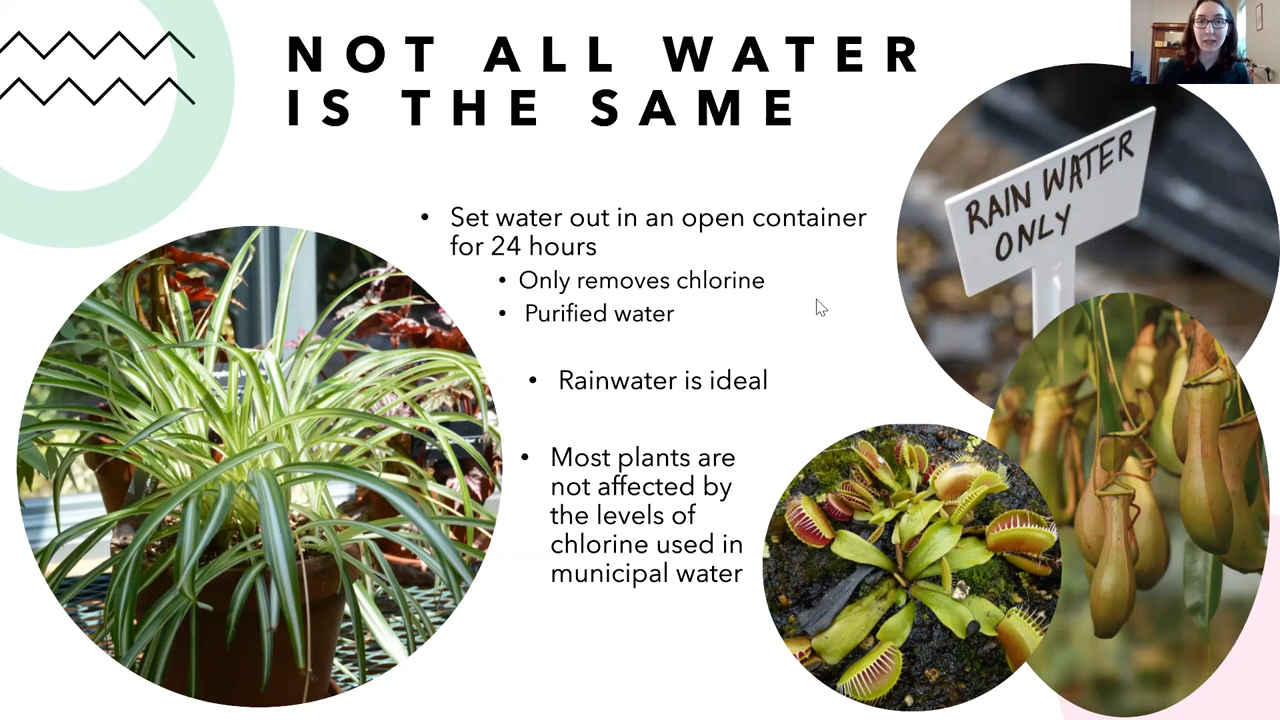 NOT ALL WATER
IS THE SAME
RAIN WATER
ONLY
• Set water out in an open container
for 24 hours
• Only removes chlorine
• Purified water
• Rainwater is ideal
• Most plants are
not affected by
the levels of
chlorine used in
municipal water